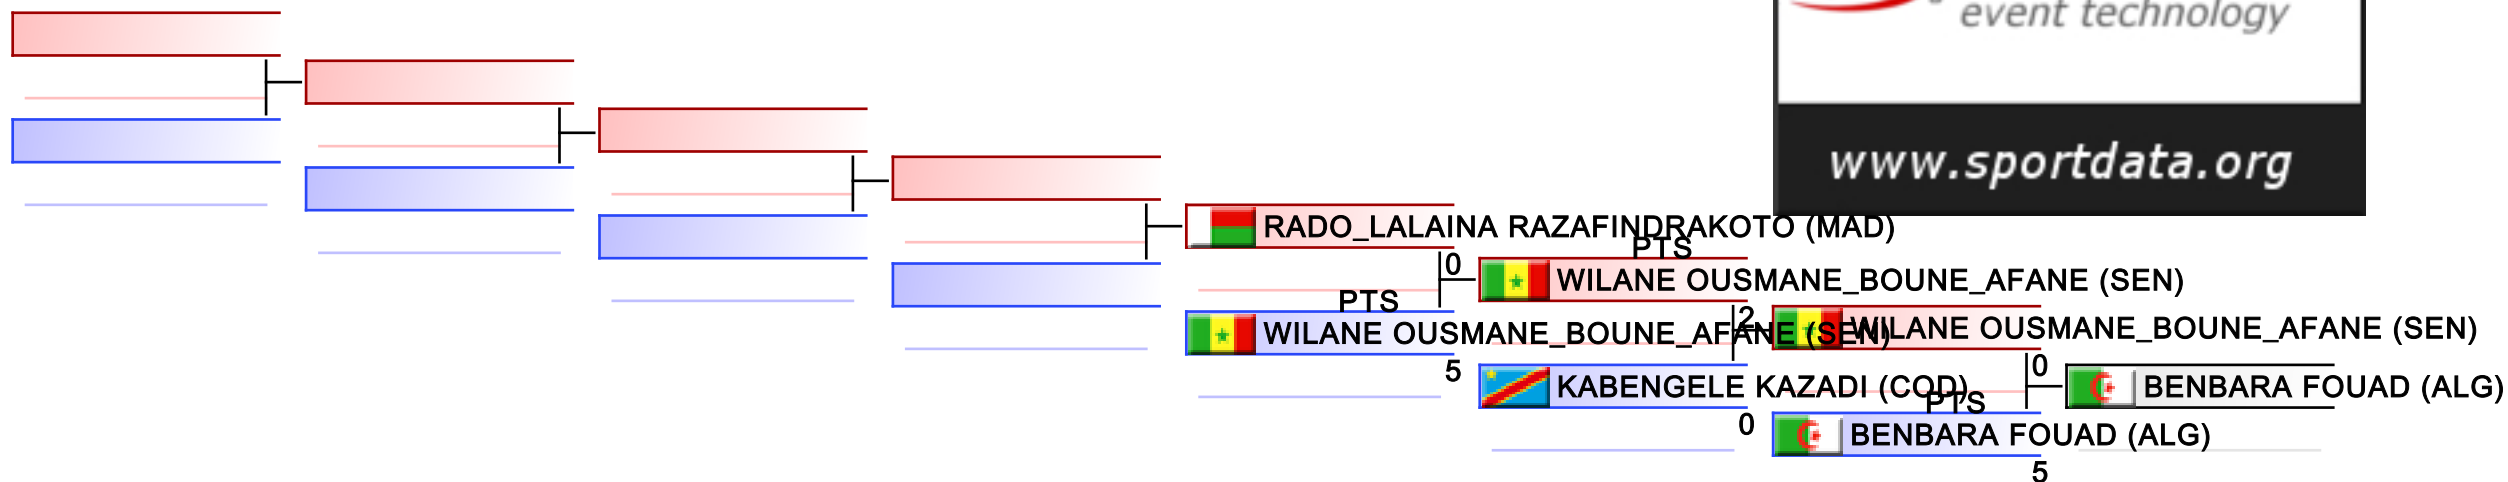 event technology
www.sportdata.org
RADO_LALAINA RAZAFINDRAKOTO (MAD)
PTS
0
WILANE OUSMANE_BOUNE_AFANE (SEN)
PTS
2
WILANE OUSMANE_BOUNE_AFANE (SEN)
WILANE OUSMANE_BOUNE_AFANE (SEN)
5
0
KABENGELE KAZADI (COD)
BENBARA FOUAD (ALG)
PTS
0
BENBARA FOUAD (ALG)
5